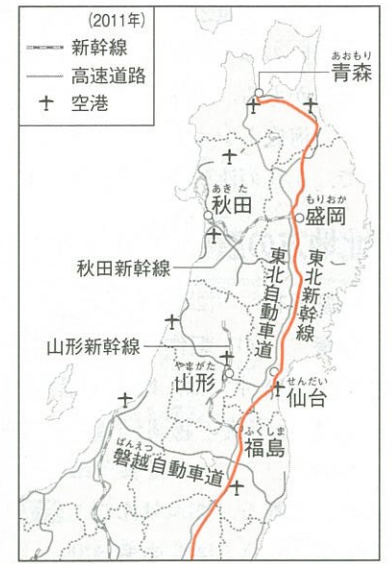 (2011年)
新幹線
高速道路
空港
あおもり
青森
あきた
秋田
もりおか
盛岡
秋田新幹線
東北自動車道
東北新幹線
山形新幹線
やまがた
山形
せんだい
仙台
ふくしま
福島
ばんえつ
磐越自動車道